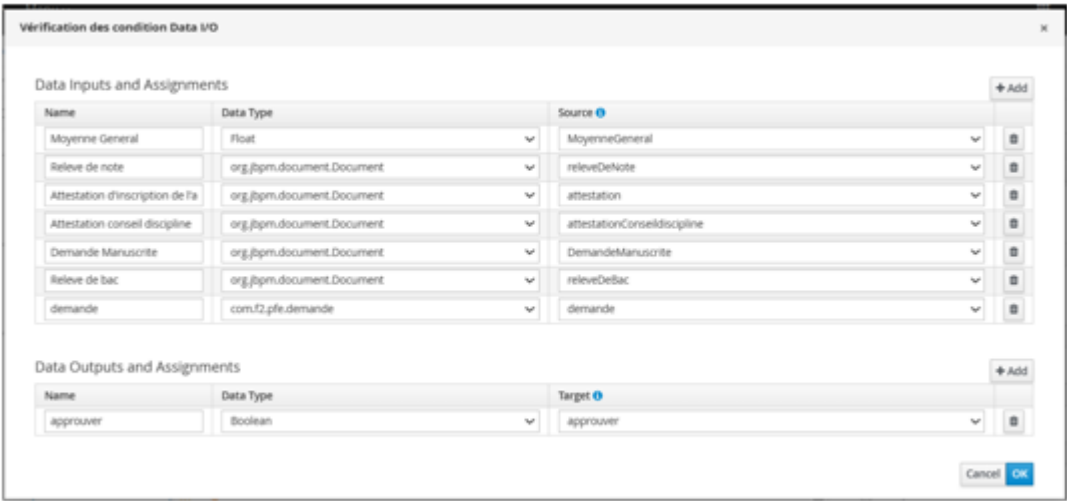 Vérification des condition Data I/O ×
Data Inputs and Assignments
+ Add
Name Data Type Source
Moyenne General Float MoyenneGeneral
Releve de note org.jbpm.document.Document releveDeNote
Attestation d'inscription de l'a org.jbpm.document.Document attestation
Attestation conseil discipline org.jbpm.document.Document attestationConseildiscipline
Demande Manuscrite org.jbpm.document.Document DemandeManuscrite
Releve de bac org.jbpm.document.Document releveDeBac
demande com.f2.pfe.demande demande
Data Outputs and Assignments
+ Add
Name Data Type Target
approuver Boolean approuver
Cancel OK